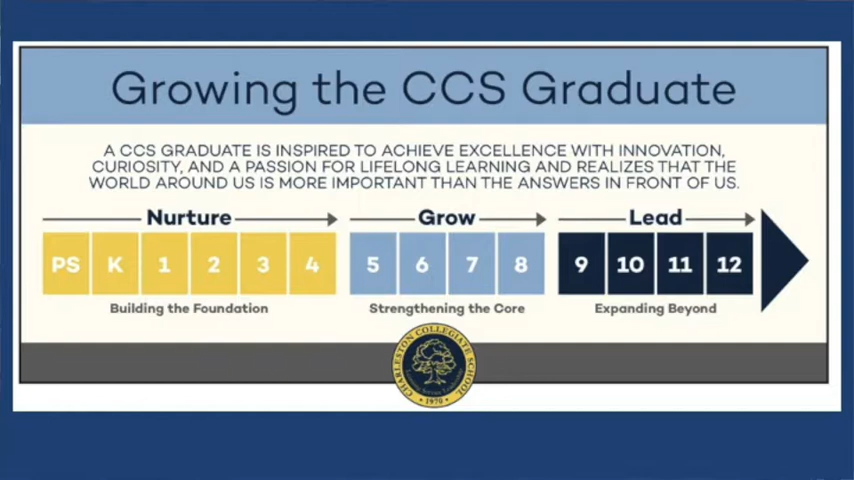 Growing the CCS Graduate
A CCS GRADUATE IS INSPIRED TO ACHIEVE EXCELLENCE WITH INNOVATION,
CURIOSITY, AND A PASSION FOR LIFELONG LEARNING AND REALIZES THAT THE
WORLD AROUND US IS MORE IMPORTANT THAN THE ANSWERS IN FRONT OF US.
Nurture Grow Lead
PS K 1 2 3 4 5 6 7 8 9 10 11 12
Building the Foundation Strengthening the Core Expanding Beyond
CHARLESTON COLLEGIATE SCHOOL
• 1970 •